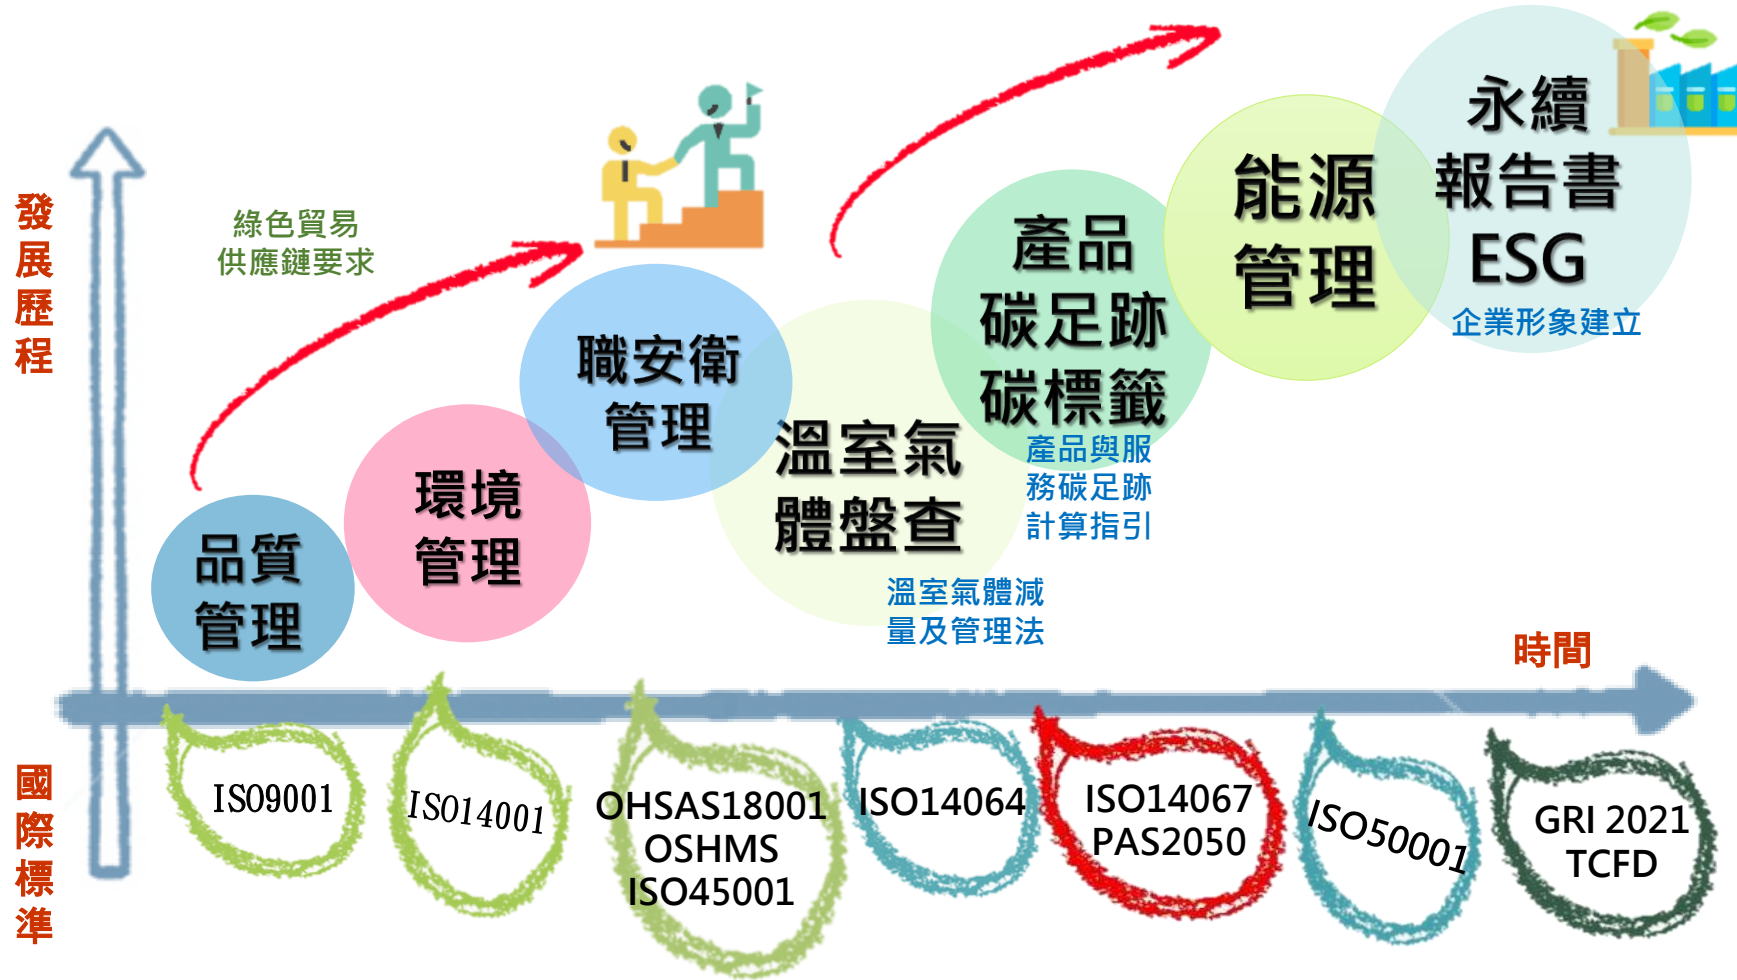 發
展
歷
程
綠色貿易
供應鏈要求
品質
管理
環境
管理
職安衛
管理
溫室氣
體盤查
溫室氣體減
量及管理法
產品
碳足跡
碳標籤
產品與服
務碳足跡
計算指引
能源
管理
永續
報告書
ESG
企業形象建立
時間
國
際
標
準
ISO9001
ISO14001
OHSAS18001
OSHMS
ISO45001
ISO14064
ISO14067
PAS2050
ISO50001
GRI 2021
TCFD